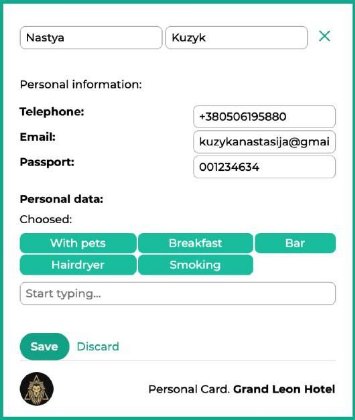 Nastya Kuzyk
Personal information:
Telephone: +380506195880
Email: kuzykanastasija@gmai
Passport: 001234634
Personal data:
Choosed:
With pets Breakfast Bar
Hairdryer Smoking
Start typing...
Save Discard
Personal Card. Grand Leon Hotel